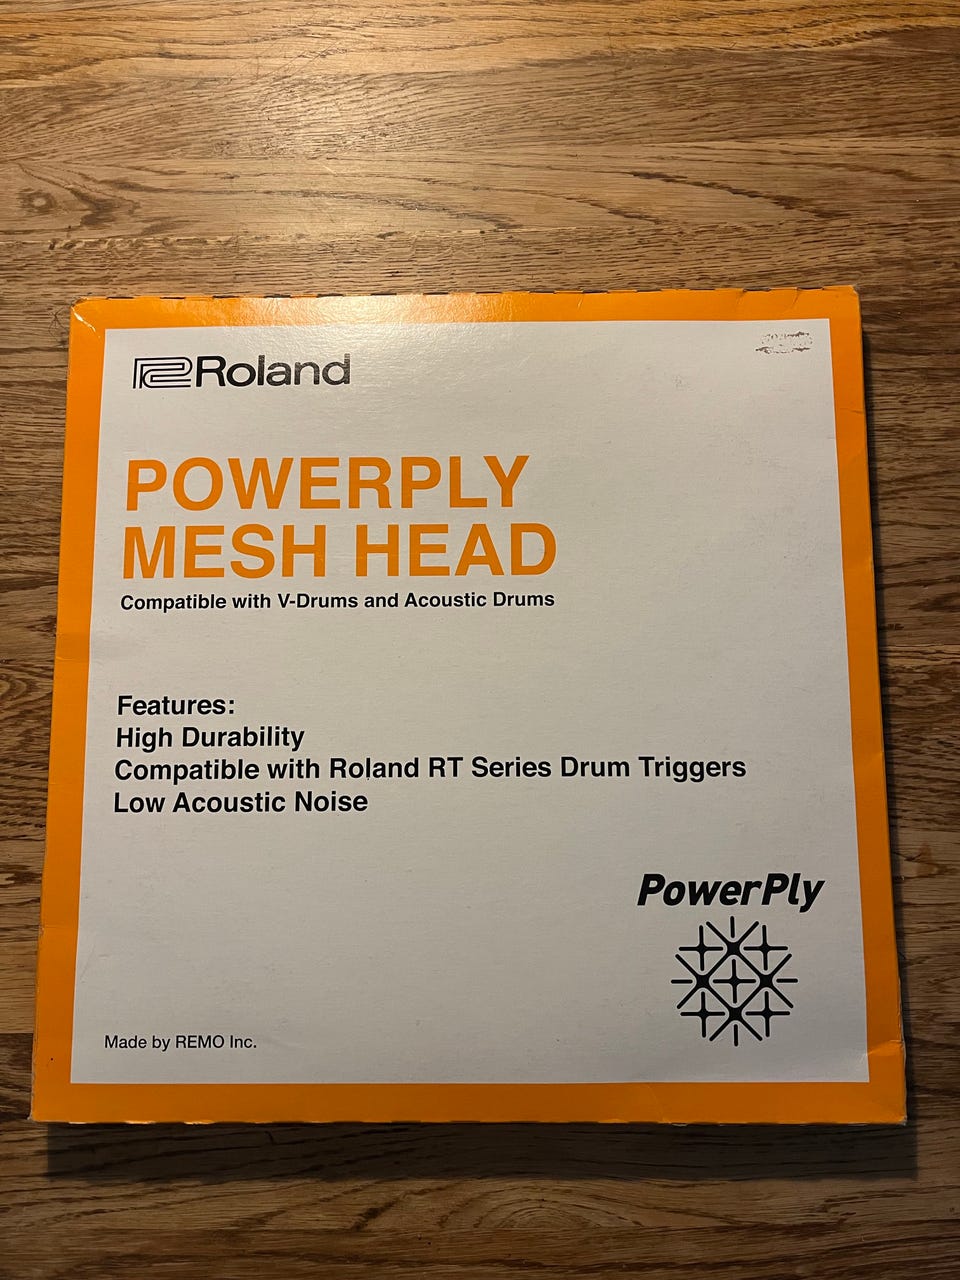 Roland
POWERPLY
MESH HEAD
Compatible with V-Drums and Acoustic Drums
Features:
High Durability
Compatible with Roland RT Series Drum Triggers
Low Acoustic Noise
PowerPly
Made by REMO Inc.